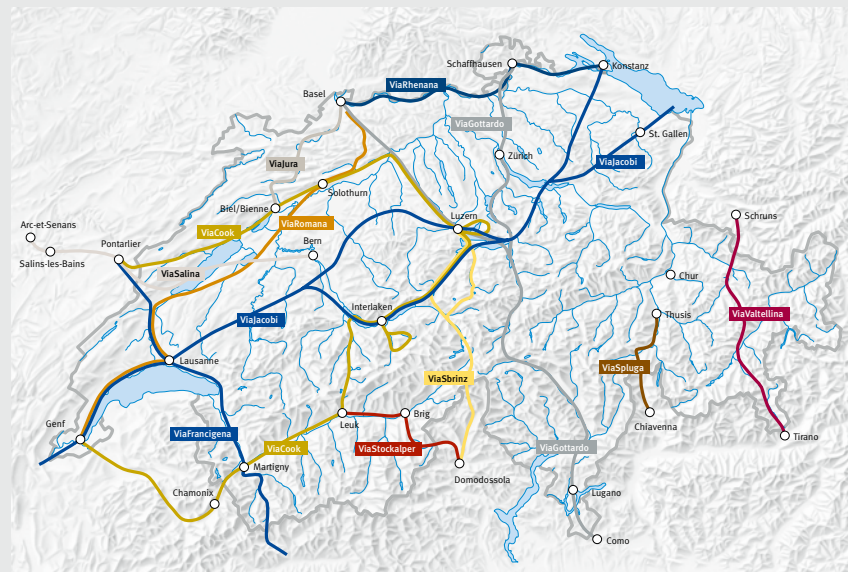 Schaffhausen
Konstanz
ViaRhenana
Basel
ViaGottardo
St. Gallen
Zürich
ViaJacobi
ViaJura
Solothurn
Biel/Bienne
Luzern
Schruns
Arc-et-Senans
ViaCook
ViaRomana
Bern
Pontarlier
Salins-les-Bains
ViaSalina
Chur
Interlaken
Thusis
ViaValtellina
ViaJacobi
Lausanne
ViaSpluga
ViaSbrinz
Genf
Leuk
Brig
Chiavenna
ViaFrancigena
Tirano
ViaCook
ViaStockalper
ViaGottardo
Martigny
Domodossola
Chamonix
Lugano
Como